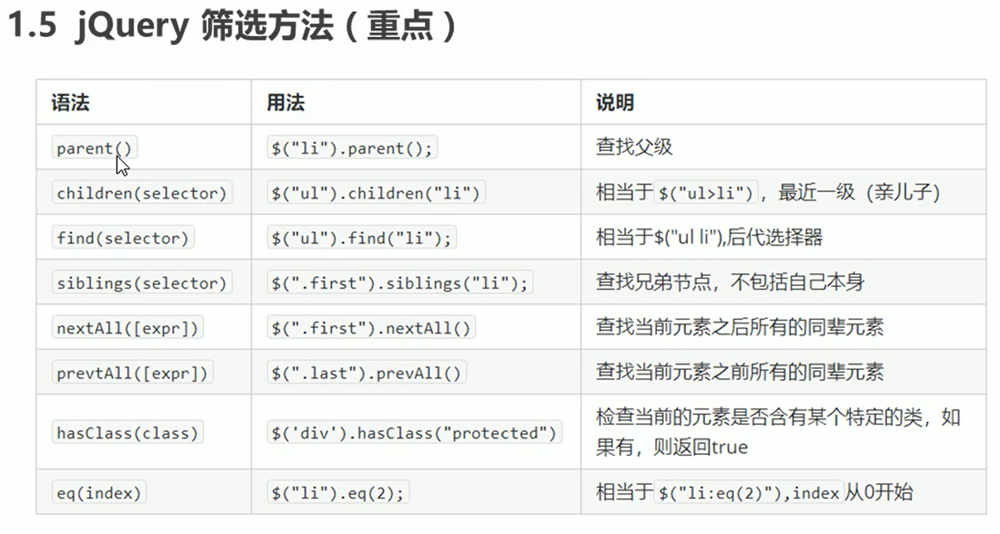 1.5 jQuery 筛选方法（重点）
语法 用法 说明
parent() $("li").parent(); 查找父级
children(selector) $("ul").children("li") 相当于$("ul>li")，最近一级（亲儿子）
find(selector) $("ul").find("li"); 相当于$("ul li"),后代选择器
siblings(selector) $(".first").siblings("li"); 查找兄弟节点，不包括自己本身
nextAll([expr]) $(".first").nextAll() 查找当前元素之后所有的同辈元素
prevtAll([expr]) $(".last").prevAll() 查找当前元素之前所有的同辈元素
hasClass(class) $('div').hasClass("protected") 检查当前的元素是否含有某个特定的类，如
果有，则返回true
eq(index) $("li").eq(2); 相当于$("li:eq(2)"),index从0开始